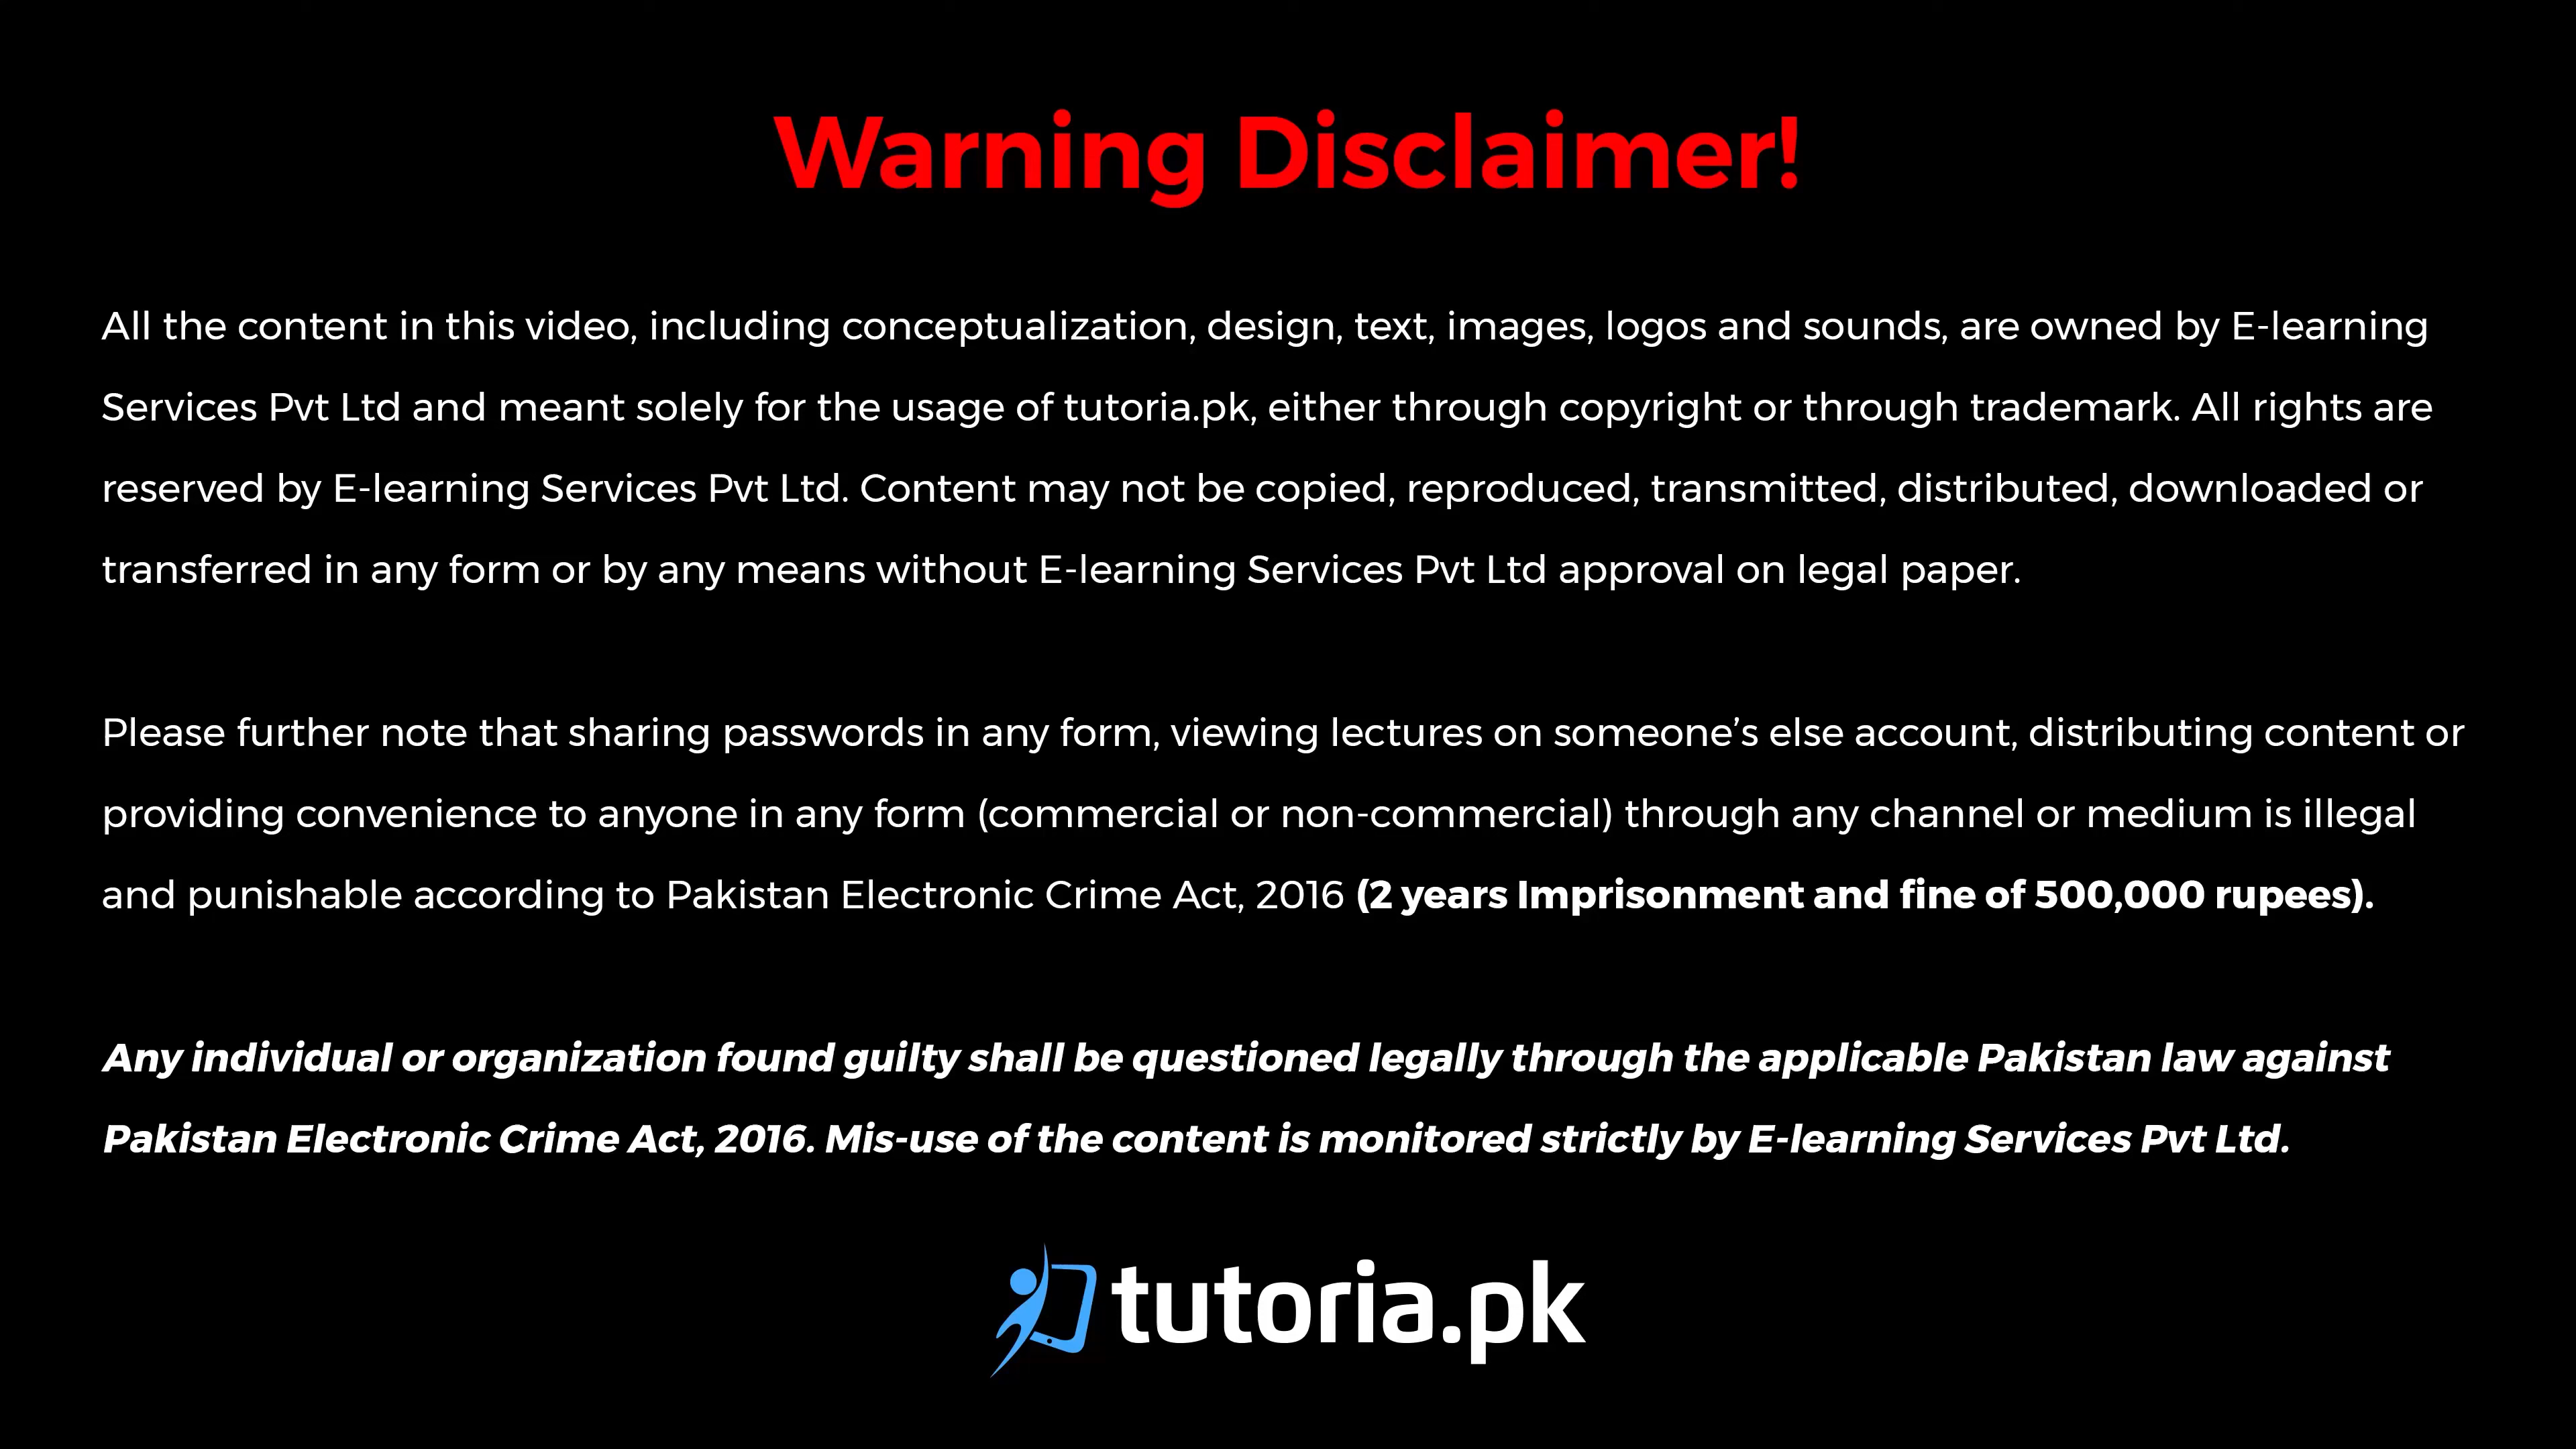 Warning Disclaimer!
All the content in this video, including conceptualization, design, text, images, logos and sounds, are owned by E-learning
Services Pvt Ltd and meant solely for the usage of tutoria.pk, either through copyright or through trademark. All rights are
reserved by E-learning Services Pvt Ltd. Content may not be copied, reproduced, transmitted, distributed, downloaded or
transferred in any form or by any means without E-learning Services Pvt Ltd approval on legal paper.
Please further note that sharing passwords in any form, viewing lectures on someone’s else account, distributing content or
providing convenience to anyone in any form (commercial or non-commercial) through any channel or medium is illegal
and punishable according to Pakistan Electronic Crime Act, 2016 (2 years Imprisonment and fine of 500,000 rupees).
Any individual or organization found guilty shall be questioned legally through the applicable Pakistan law against
Pakistan Electronic Crime Act, 2016. Mis-use of the content is monitored strictly by E-learning Services Pvt Ltd.
tutoria.pk